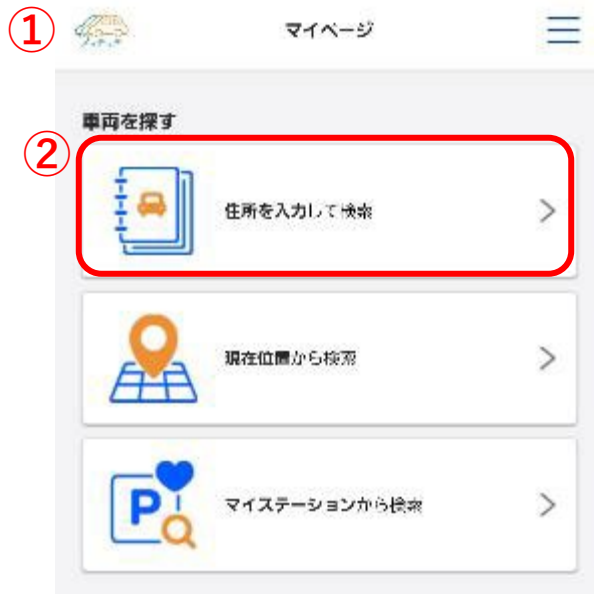 ①
マイページ
車両を探す
②
住所を入力して検索
現在位置から検索
P
マイステーションから検索